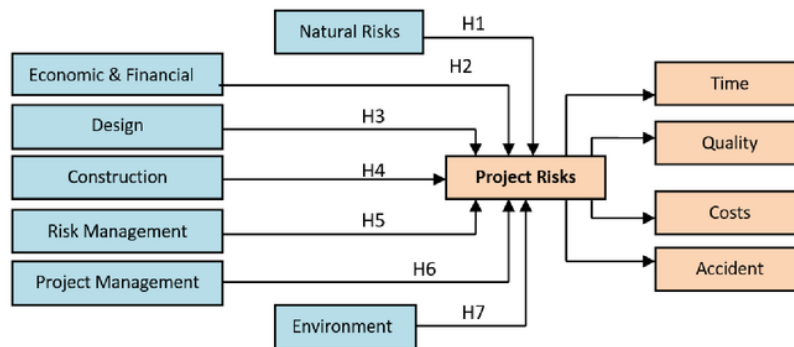 Natural Risks
H1
Economic & Financial
H2
Time
Design
H3
Quality
Construction
H4
Project Risks
Risk Management
H5
Costs
Project Management
H6
Accident
Environment
H7